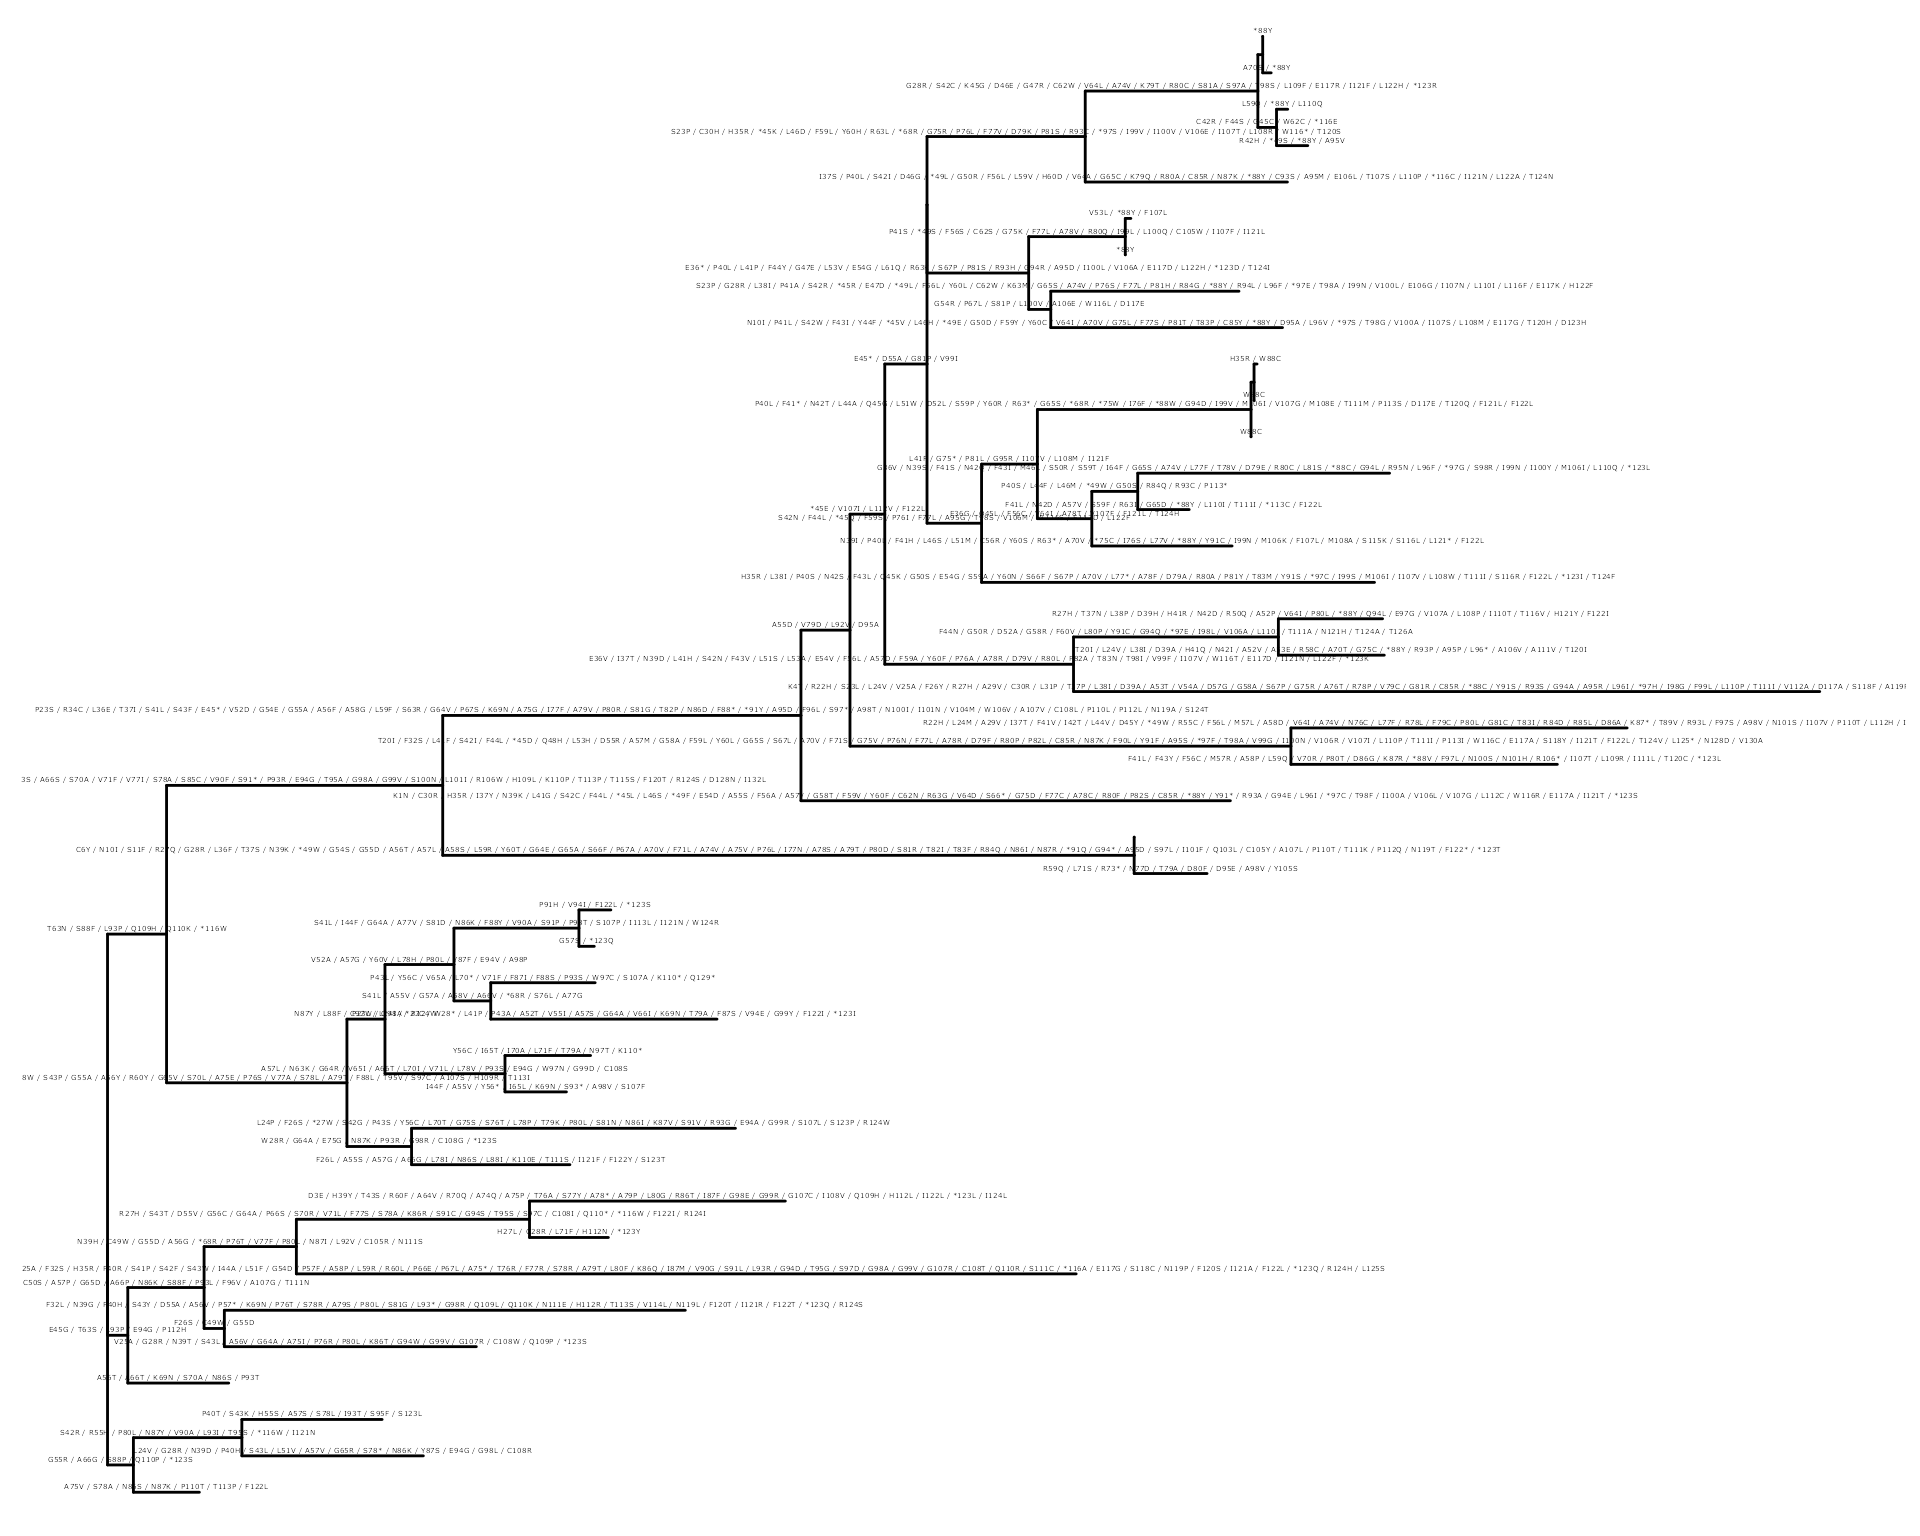 *88Y
/ *88Y
G28R / S42C / K45G / D46E / G47R / C62W / V64L / A74V / K79T / R80C / S81A / S97A / T98S / L109F / E117R / I121F / L122H / *123R
/ *88Y / L110Q
C42R / F44S / G45C / W62C / *116E
S23P / C30H / H35R / *45K / L46D / F59L / Y60H / R63L / *68R / G75R / P76L / F77V / D79K / P81S / R93C / *97S / I99V / I100V / V106E / I107T / L108R / W116* / T120S
R42H / / *88Y / A95V
I37S / P40L / S42I / D46G / *49L / G50R / F56L / L59V / H60D / V64A / G65C / K79Q / R80A / C85R / N87K / *88Y / C93S / A95M / E106L / T107S / L110P / *116C / I121N / L122A / T124N
V53L / *88Y / F107L
P41S / *49S / F56S / C62S / G75K / F77L / A78V / R80Q / I99L / L100Q / C105W / I107F / I121L
*88Y
E36* / P40L / L41P / F44Y / G47E / L53V / E54G / L61Q / / S67P / P81S / R93H / Q94R / A95D / I100L / V106A / E117D / L122H / *123D / T124I
S23P / G28R / L38I / P41A / S42R / *45R / E47D / *49L / F56L / Y60L / C62W / K63M / G65S / A74V / P76S / F77L / P81H / R84G / *88Y / R94L / L96F / *97E / T98A / I99N / V100L / E106G / I107N / L110I / L116F / E117K / H122F
G54R / P67L / S81P / L100V / A106E / W116L / D117E
N10I / P41L / S42W / F43I / Y44F / *45V / L46H / *49E / G50D / F59Y / Y60C / V64I / A70V / G75L / F77S / P81T / T83P / C85Y / *88Y / D95A / L96V / *97S / T98G / V100A / I107S / L108M / E117G / T120H / D123H
E45* / D55A / G81P / V99I
H35R / W88C
W88C
P40L / F41* / N42T / L44A / Q45G / L51W / D52L / S59P / Y60R / R63* / G65S / *68R / *75W / I76F / *88W / G94D / I99V / M106I / V107G / M108E / T111M / P113S / D117E / T120Q / F121L / F122L
W88C
/ G75* / P81L / G95R / I107V / L108M / I121F
G36V / N39S / F41S / / F43I / / S50R / S59T / I64F / G65S / A74V / L77F / T78V / D79E / R80C / L81S / *88C / G94L / R95N / L96F / *97G / S98R / I99N / I100Y / M106I / L110Q / *123L
P40S / L44F / L46M / *49W / G50S / R84Q / R93C / P113*
F41L / N42D / A57V / S59F / / G65D / *88Y / L110I / T111I / *113C / F122L
*45E / V107I / L112V / F122L
S42N / F44L / / F59S / P76I / F77L / A95G / T98S /
N39I / P40L / F41H / L46S / L51M / C56R / Y60S / R63* / A70V / *75C / I76S / L77V / *88Y / Y91C / I99N / M106K / F107L / M108A / S115K / S116L / L121* / F122L
H35R / L38I / P40S / N42S / F43L / Q45K / G50S / E54G / S59A / Y60N / S66F / S67P / A70V / L77* / A78F / D79A / R80A / P81Y / T83M / Y91S / *97C / I99S / M106I / I107V / L108W / T111I / S116R / F122L / *123I / T124F
R27H / T37N / L38P / D39H / H41R / N42D / R50Q / A52P / V64I / P80L / *88Y / Q94L / E97G / V107A / L108P / I110T / T116V / H121Y / F122I
A55D / V79D / L92V / D95A
F44N / G50R / D52A / G58R / F60V / L80P / Y91C / G94Q / *97E / I98L / V106A / / T111A / N121H / T124A / T126A
T20I / L24V / L38I / D39A / H41Q / N42I / A52V / / R58C / A70T / G75C / *88Y / R93P / A95P / L96* / A106V / A111V / T120I
E36V / I37T / N39D / L41H / S42N / F43V / L51S / L53A / E54V / F56L / A57D / F59A / Y60F / P76A / A78R / D79V / R80L / P82A / T83N / T98I / V99F / I107V / W116T / E117D / I121N / L122F / *123K
K4T / R22H / S23L / L24V / V25A / F26Y / R27H / A29V / C30R / L31P / T37P / L38I / D39A / A53T / V54A / D57G / G58A / S67P / G75R / A76T / R78P / V79C / G81R / C85R / *88C / Y91S / R93S / G94A / A95R / L96I / *97H / I98G / F99L / L110P / T111I / V112A / D117A / S118F /
P23S / R34C / L36E / T37I / S41L / S43F / E45* / V52D / G54E / G55A / A56F / A58G / L59F / S63R / G64V / P67S / K69N / A75G / I77F / A79V / P80R / S81G / T82P / N86D / F88* / *91Y / A95D / F96L / S97* / A98T / N100I / I101N / V104M / W106V / A107V / C108L / P110L / P112L / N119A / S124T
R22H / L24M / A29V / I37T / F41V / I42T / L44V / D45Y / *49W / R55C / F56L / M57L / A58D / V64I / A74V / N76C / L77F / R78L / F79C / P80L / G81C / T83I / R84D / R85L / D86A / K87* / T89V / R93L / F97S / A98V / N101S / I107V / P110T / L112H /
T20I / F32S / / S42I / F44L / *45D / Q48H / L53H / D55R / A57M / G58A / F59L / Y60L / G65S / S67L / A70V / F71S / G75V / P76N / F77L / A78R / D79F / R80P / P82L / C85R / N87K / F90L / Y91F / A95S / *97F / T98A / V99G / I100N / V106R / V107I / L110P / T111I / P113I / W116C / E117A / S118Y / I121T / F122L / T124V / L125* / N128D / V130A
F41L / F43Y / F56C / M57R / A58P / L59Q / V70R / P80T / D86G / K87R / *88V / F97L / N100S / N101H / R106* / I107T / L109R / I111L / T120C / *123L
3S / A66S / S70A / V71F / V77I / S78A / S85C / V90F / S91* / P93R / E94G / T95A / G98A / G99V / S100N / L101I / R106W / H109L / K110P / T113P / T115S / F120T / R124S / D128N / I132L
K1N / C30R / H35R / I37Y / N39K / L41G / S42C / F44L / *45L / L46S / *49F / E54D / A55S / F56A / A57V / G58T / F59V / Y60F / C62N / R63G / V64D / S66* / G75D / F77C / A78C / R80F / P82S / C85R / *88Y / Y91* / R93A / G94E / L96I / *97C / T98F / I100A / V106L / V107G / L112C / W116R / E117A / I121T / *123S
C6Y / N10I / S11F / R27Q / G28R / L36F / T37S / N39K / *49W / G54S / G55D / A56T / A57L / A58S / L59R / Y60T / G64E / G65A / S66F / P67A / A70V / F71L / A74V / A75V / P76L / I77N / A78S / A79T / P80D / S81R / T82I / T83F / R84Q / N86I / N87R / *91Q / G94* / A95D / S97L / I101F / Q103L / C105Y / A107L / P110T / T111K / P112Q / N119T / F122* / *123T
R59Q / L71S / R73* / N77D / T79A / D80F / D95E / A98V / Y105S
P91H / V94I / F122L / *123S
S41L / I44F / G64A / A77V / S81D / N86K / F88Y / V90A / S91P / P93T / S107P / I113L / I121N / W124R
T63N / S88F / L93P / Q109H / Q110K / *116W
G57S / *123Q
V52A / A57G / Y60V / L78H / P80L / Y87F / E94V / A98P
P43L / Y56C / V65A / L70* / V71F / F87I / F88S / P93S / W97C / S107A / K110* / Q129*
S41L / A55V / G57A / A58V / A66V / *68R / S76L / A77G
N87Y / L88F / / W28* / L41P / P43A / A52T / V55I / A57S / G64A / V66I / K69N / T79A / F87S / V94E / G99Y / F122I / *123I
Y56C / I65T / I70A / L71F / T79A / N97T / K110*
A57L / N63K / G64R / V65I / A66T / L70I / V71L / L78V / P93S / E94G / W97N / G99D / C108S
8W / S43P / G55A / A56Y / R60Y / G65V / S70L / A75E / P76S / V77A / S78L / A79T / F88L / T95V / S97C / A107S / H109R / T113I
I44F / A55V / Y56* / I65L / K69N / S93* / A98V / S107F
L24P / F26S / *27W / S42G / P43S / Y56C / L70T / G75S / S76T / L78P / T79K / P80L / S81N / N86I / K87V / S91V / R93G / E94A / G99R / S107L / S123P / R124W
W28R / G64A / E75G / N87K / P93R / G98R / C108G / *123S
F26L / A55S / A57G / A66G / L78I / N86S / L88I / K110E / T111S / I121F / F122Y / S123T
D3E / H39Y / T43S / R60F / A64V / R70Q / A74Q / A75P / T76A / S77Y / A78* / A79P / L80G / R86T / I87F / G98E / G99R / G107C / I108V / Q109H / H112L / I122L / *123L / I124L
R27H / S43T / D55V / G56C / G64A / P66S / S70R / V71L / F77S / S78A / K86R / S91C / G94S / T95S / S97C / C108I / Q110* / *116W / F122I / R124I
H27L / G28R / L71F / H112N / *123Y
N39H / C49W / G55D / A56G / *68R / P76T / V77F / P80L / N87I / L92V / C105R / N111S
25A / F32S / H35R / P40R / S41P / S42F / S43W / I44A / L51F / G54D / P57F / A58P / L59R / R60L / P66E / P67L / A75* / T76R / F77R / S78R / A79T / L80F / K86Q / I87M / V90G / S91L / L93R / G94D / T95G / S97D / G98A / G99V / G107R / C108T / Q110R / S111C / *116A / E117G / S118C / N119P / F120S / I121A / F122L / *123Q / R124H / L125S
C50S / A57P / G65D / A66P / N86K / S88F / P93L / F96V / A107G / T111N
F32L / N39G / P40H / S43Y / D55A / A56V / P57* / K69N / P76T / S78R / A79S / P80L / S81G / L93* / G98R / Q109L / Q110K / N111E / H112R / T113S / V114L / N119L / F120T / I121R / F122T / *123Q / R124S
F26S / C49W / G55D
E45G / T63S / L93P / E94G / P112H
V25A / G28R / N39T / S43L / A56V / G64A / A75I / P76R / P80L / K86T / G94W / G99V / G107R / C108W / Q109P / *123S
A56T / A66T / K69N / S70A / N86S / P93T
P40T / S43K / H55S / A57S / S78L / I93T / S95F / S123L
S42R / R55H / P80L / N87Y / V90A / L93I / T95S / *116W / I121N
L24V / G28R / N39D / P40H / S43L / L51V / A57V / G65R / S78* / N86K / Y87S / E94G / G98L / C108R
G55R / A66G / S88P / Q110P / *123S
A75V / S78A / N86S / N87K / P110T / T113P / F122L